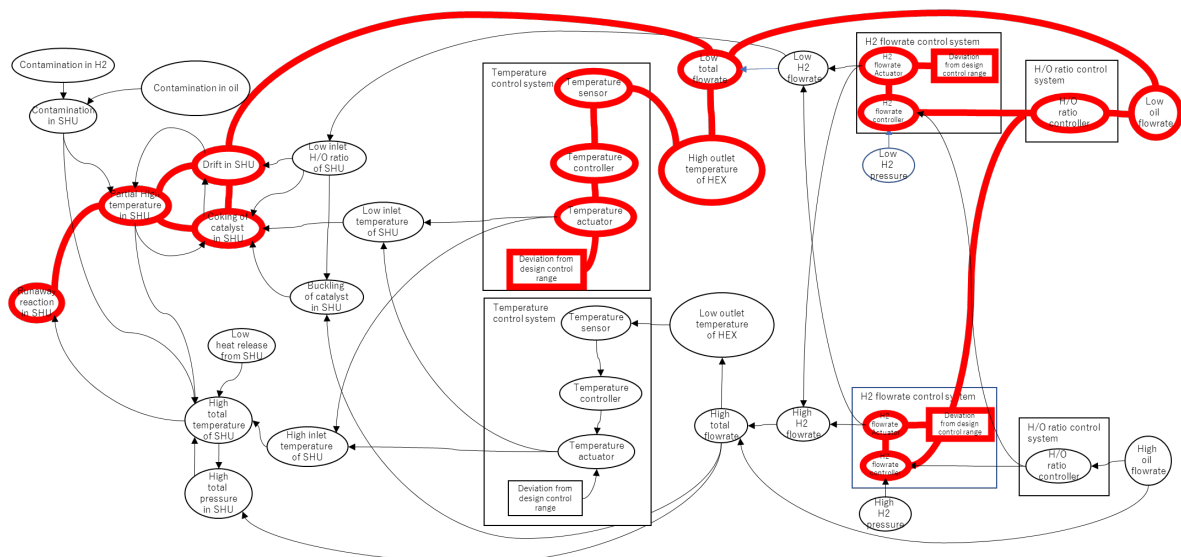 Contamination in H2
Contamination in oil
Contamination
in SHU
Drift in SHU
Low inlet
H/O ratio
of SHU
Partial High
temperature
in SHU
Coking of
catalyst
in SHU
Low inlet
temperature
of SHU
Runaway
reaction
in SHU
Buckling
of catalyst
in SHU
Low
heat release
from SHU
High
total
temperature
of SHU
High inlet
temperature
of SHU
High
total
pressure
in SHU
Temperature
control system
Temperature
sensor
Temperature
controller
Temperature
actuator
Deviation from
design control
range
Temperature
control system
Temperature
sensor
Temperature
controller
Temperature
actuator
Deviation from
design control
range
Low
total
flowrate
High outlet
temperature
of HEX
Low outlet
temperature
of HEX
High
total
flowrate
Low
H2
flowrate
High
H2
flowrate
H2 flowrate control system
H2
flowrate
Actuator
Deviation from
design control
range
H2
flowrate
controller
Low
H2
pressure
H/O ratio control
system
H/O
ratio
controller
Low
oil
flowrate
H2 flowrate control system
H2
flowrate
Actuator
Deviation from
design control
range
H2
flowrate
controller
High
H2
pressure
H/O ratio control
system
H/O
ratio
controller
High
oil
flowrate